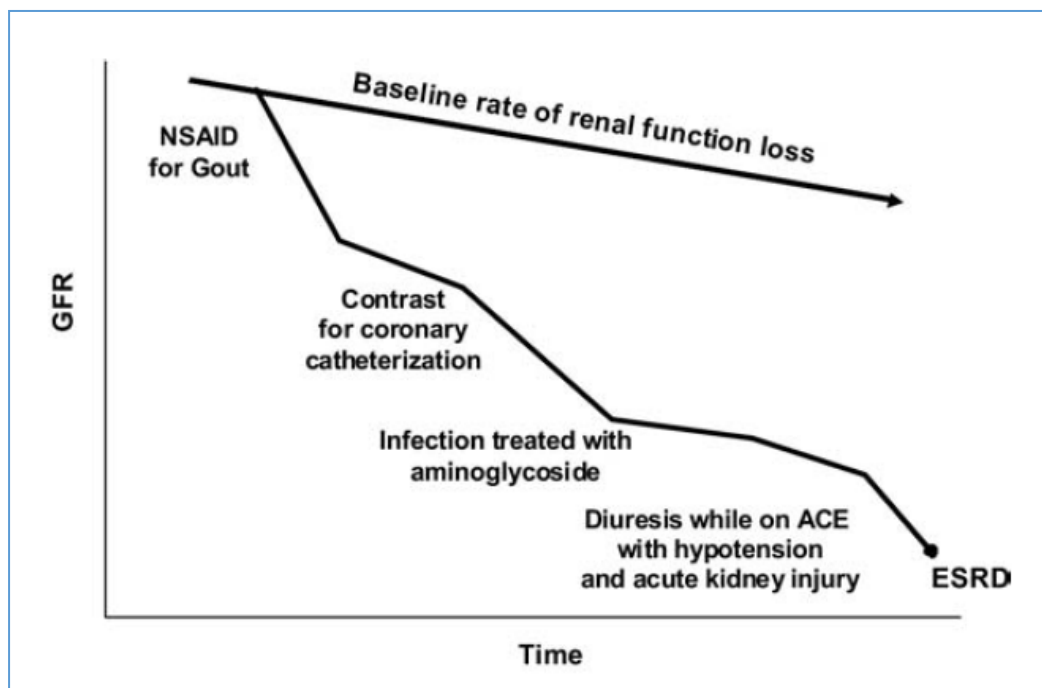 Baseline rate of renal function loss
NSAID
for Gout
GFR
Contrast
for coronary
catheterization
Infection treated with
aminoglycoside
Diuresis while on ACE
with hypotension
and acute kidney injury
ESRD
Time